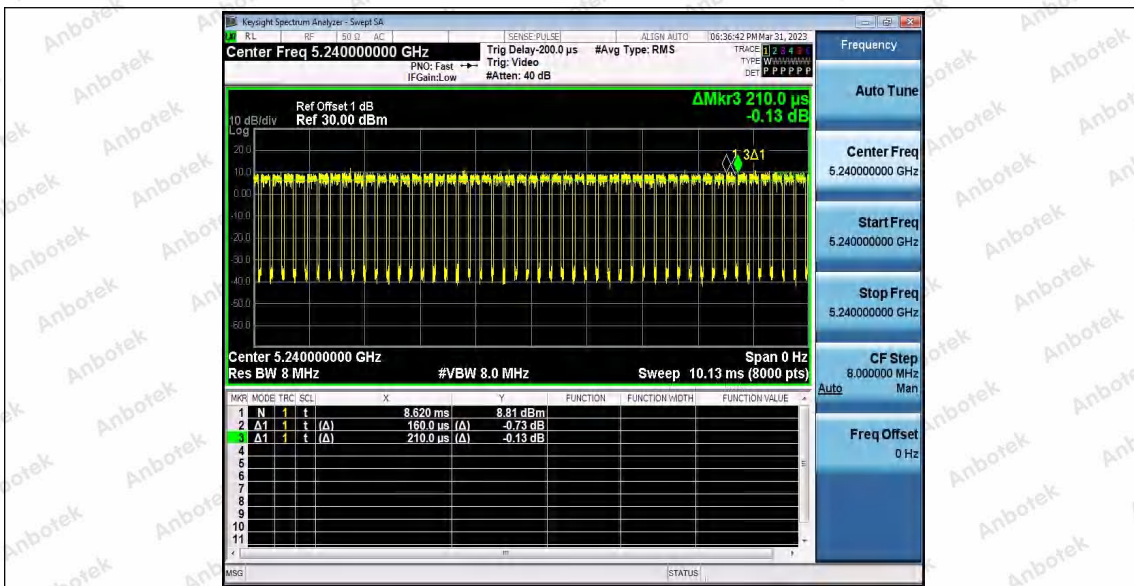 Keysight Spectrum Analyzer - Swept SA
RL RF 50 Ω AC SENSE:PULSE ALIGN AUTO 06:36:42 PM Mar 31, 2023
Center Freq 5.240000000 GHz
Trig Delay-200.0 µs #Avg Type: RMS
TRACE 1 2 3 4 5 6
PNO: Fast Trig: Video
TYPE WWWWWW
IFGain:Low #Atten: 40 dB
DET P P P P P P
ΔMkr3 210.0 µs
-0.13 dB
Ref Offset 1 dB
10 dB/div Ref 30.00 dBm
Log
20.0
10.0
0.00
-10.0
-20.0
-30.0
-40.0
-50.0
-60.0
1 3Δ1
Center 5.240000000 GHz Span 0 Hz
Res BW 8 MHz #VBW 8.0 MHz Sweep 10.13 ms (8000 pts)
MKR MODE TRC SCL X Y FUNCTION FUNCTION WIDTH FUNCTION VALUE
1 N 1 t 8.620 ms 8.81 dBm
2 Δ1 1 t (Δ) 160.0 µs (Δ) -0.73 dB
3 Δ1 1 t (Δ) 210.0 µs (Δ) -0.13 dB
4
5
6
7
8
9
10
11
MSG STATUS
Frequency
Auto Tune
Center Freq
5.240000000 GHz
Start Freq
5.240000000 GHz
Stop Freq
5.240000000 GHz
CF Step
8.000000 MHz
Auto Man
Freq Offset
0 Hz
Anbotek